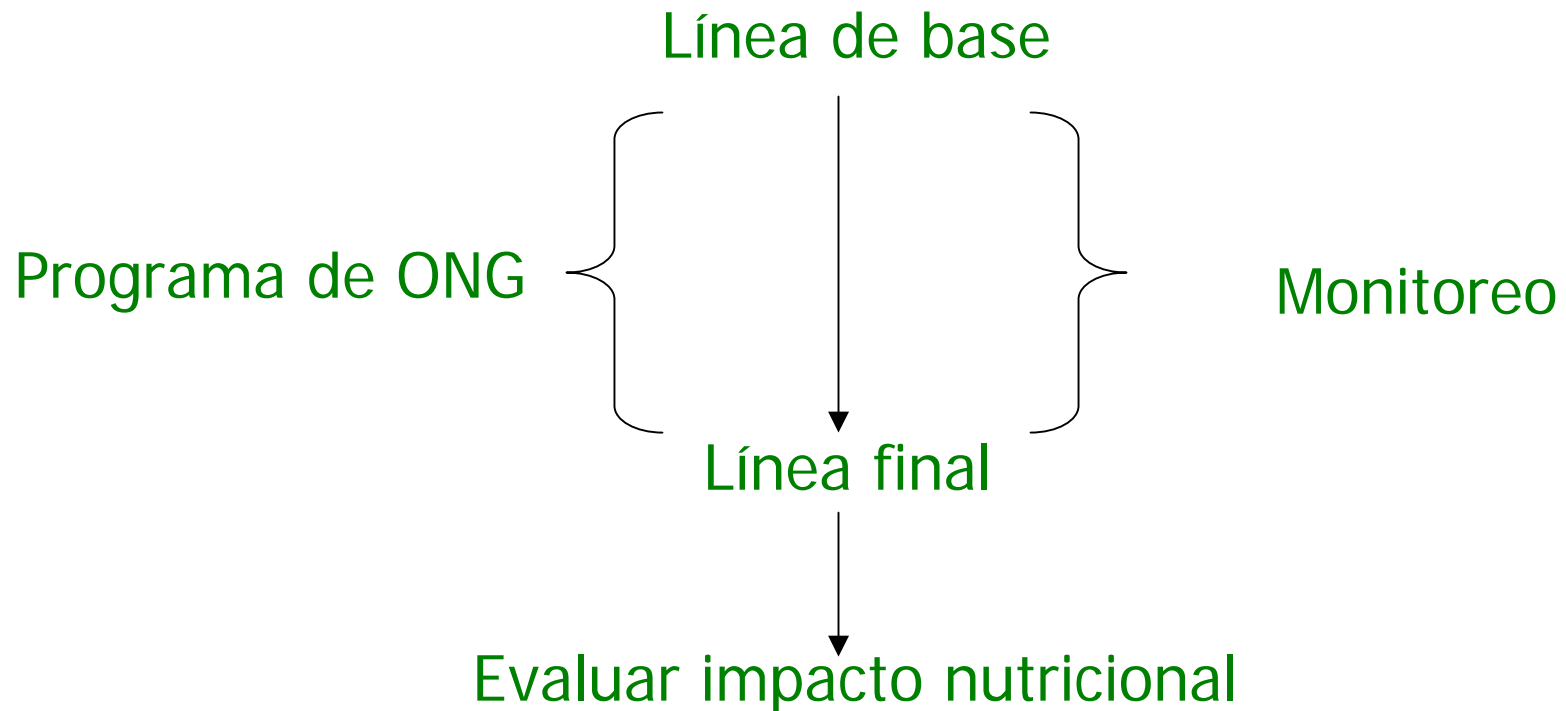 Línea de base
Programa de ONG
Monitoreo
Línea final
Evaluar impacto nutricional